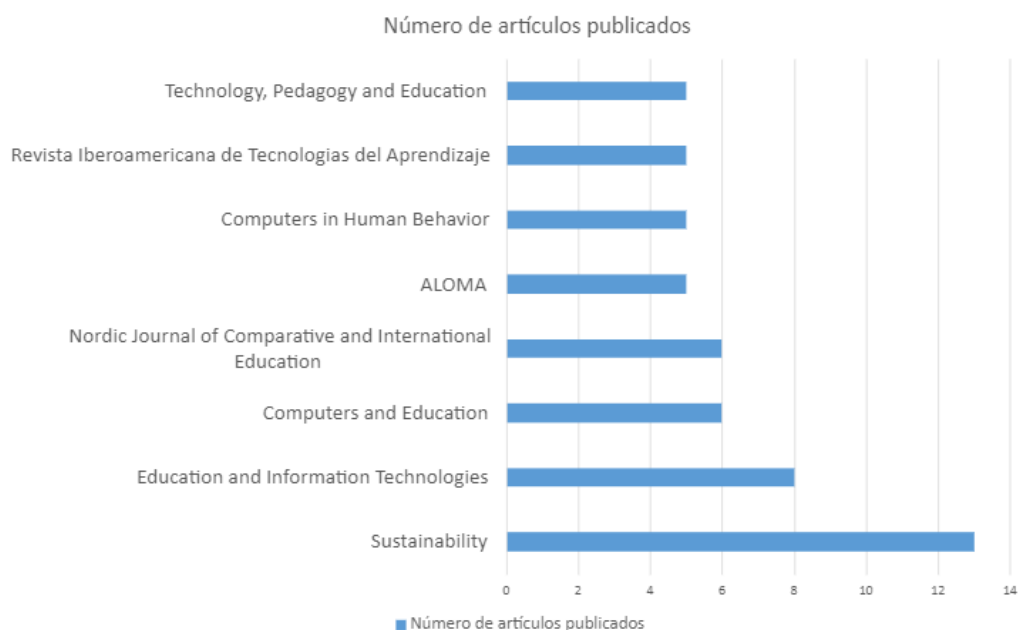 Número de artículos publicados
Technology, Pedagogy and Education
Revista Iberoamericana de Tecnologias del Aprendizaje
Computers in Human Behavior
ALOMA
Nordic Journal of Comparative and International
Education
Computers and Education
Education and Information Technologies
Sustainability
0 2 4 6 8 10 12 14
Número de artículos publicados